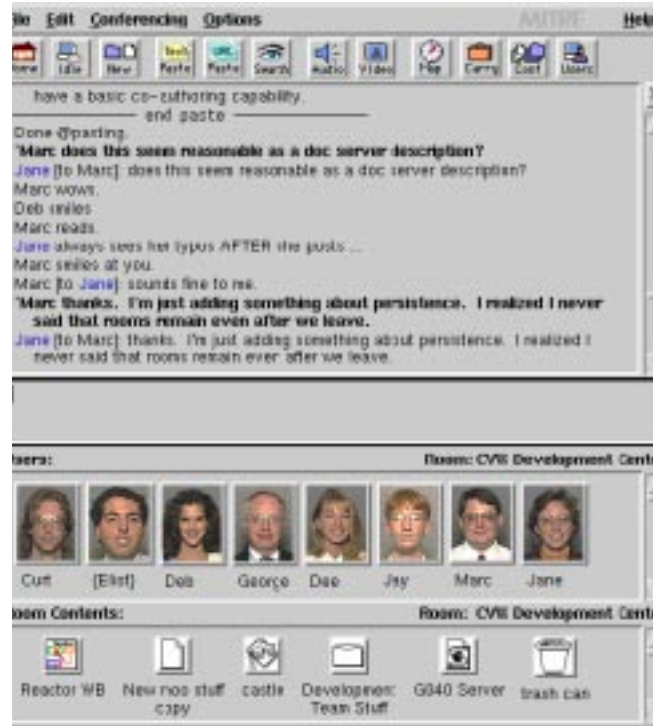 Edit Conferencing Options MITRE Help
Home Idle New Text Paste URL Paste Search Audio Video Map Carry Cast Users
have a basic co-authoring capability.
end paste
Done @pasting.
"Marc does this seem reasonable as a doc server description?
Jane [to Marc]: does this seem reasonable as a doc server description?
Marc wows.
Deb smiles
Marc reads.
Jane always sees her typos AFTER she posts ...
Marc smiles at you.
Marc [to Jane]: sounds fine to me.
"Marc thanks. I'm just adding something about persistence. I realized I never
said that rooms remain even after we leave.
Jane [to Marc]: thanks. I'm just adding something about persistence. I realized I
never said that rooms remain even after we leave.
Users: Room: CVW Development Cent
Curt {Eliot} Deb George Dee Jay Marc Jane
Room Contents: Room: CVW Development Cent
Reactor WB New moo stuff copy castle Development Team Stuff G040 Server trash can